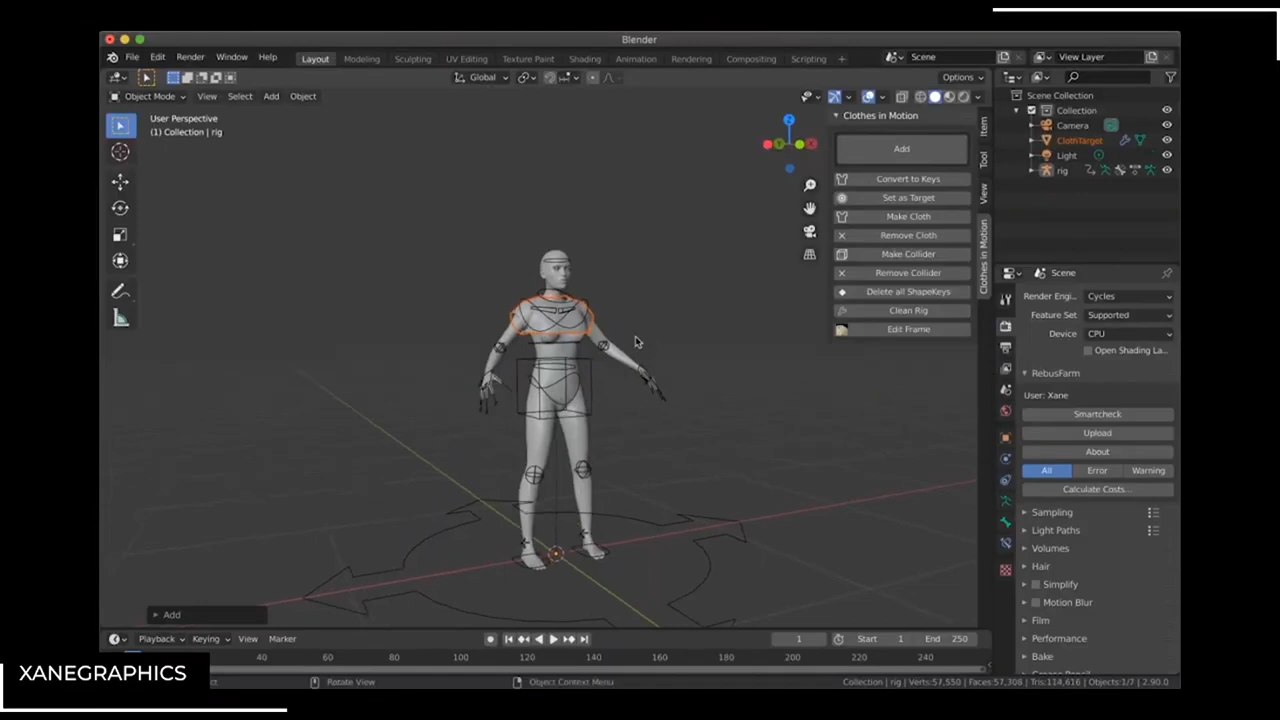 Blender
File Edit Render Window Help
Layout Modeling Sculpting UV Editing Texture Paint Shading Animation Rendering Compositing Scripting +
Scene
View Layer
Global
Options
Object Mode View Select Add Object
User Perspective
(1) Collection | rig
Z
Y
Clothes in Motion
Add
Convert to Keys
Set as Target
Make Cloth
Remove Cloth
Make Collider
Remove Collider
Delete all ShapeKeys
Clean Rig
Edit Frame
Item
Tool
View
Clothes in Motion
Scene Collection
Collection
Camera
ClothTarget
Light
rig
Scene
Render Engi... Cycles
Feature Set Supported
Device CPU
Open Shading La...
RebusFarm
User: Xane
Smartcheck
Upload
About
All Error Warning
Calculate Costs...
Sampling
Light Paths
Volumes
Hair
Simplify
Motion Blur
Film
Performance
Bake
Add
Playback Keying View Marker
1
Start 1 End 250
40 60 80 100 120 140 160 180 200 220 240
Rotate View
Object Context Menu
Collection | rig | Verts:57,550 | Faces:57,308 | Tris:114,616 | Objects:1/7 | 2.90.0
XANEGRAPHICS